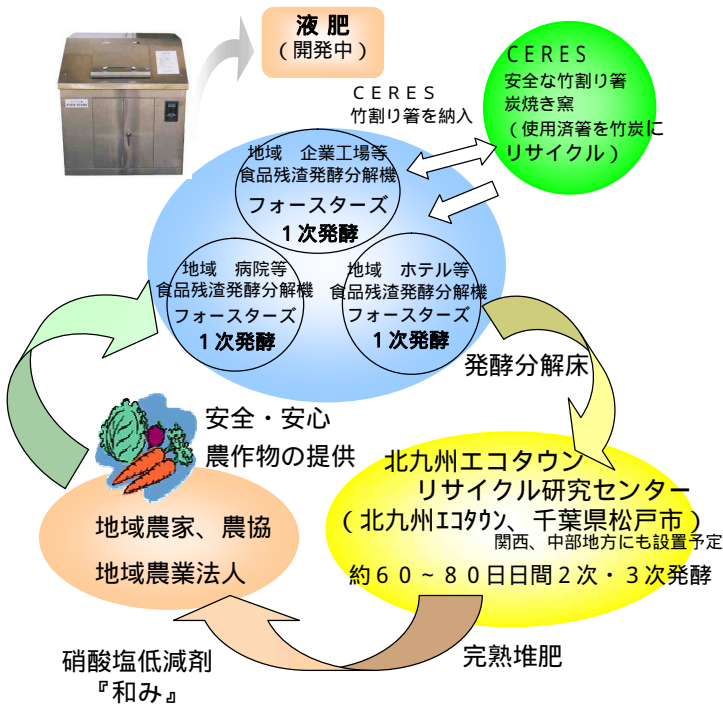 液 肥
（開発中）
ＣＥＲＥＳ
安全な竹割り箸
炭焼き窯
（使用済箸を竹炭に
リサイクル）
ＣＥＲＥＳ
竹割り箸を納入
地域　企業工場等
食品残渣発酵分解機
フォースターズ
１次発酵
地域　病院等
食品残渣発酵分解機
フォースターズ
１次発酵
地域　ホテル等
食品残渣発酵分解機
フォースターズ
１次発酵
発酵分解床
安全・安心
農作物の提供
地域農家、農協
地域農業法人
北九州エコタウン
リサイクル研究センター
（北九州ｴｺﾀｳﾝ、千葉県松戸市）
関西、中部地方にも設置予定
約６０～８０日日間２次・３次発酵
完熟堆肥
硝酸塩低減剤
『和み』